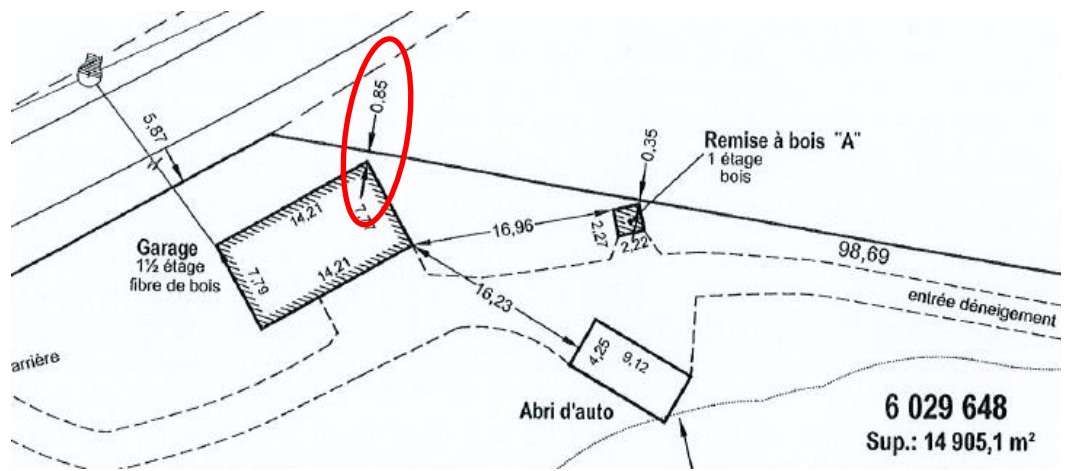 5,87
0,85
0,35
Remise à bois "A"
1 étage
bois
14,21
16,96
2,27
2,22
Garage
1½ étage
fibre de bois
7,79
14,21
98,69
16,23
entrée déneigement
arrière
4,25
9,12
Abri d'auto
6 029 648
Sup.: 14 905,1 m²